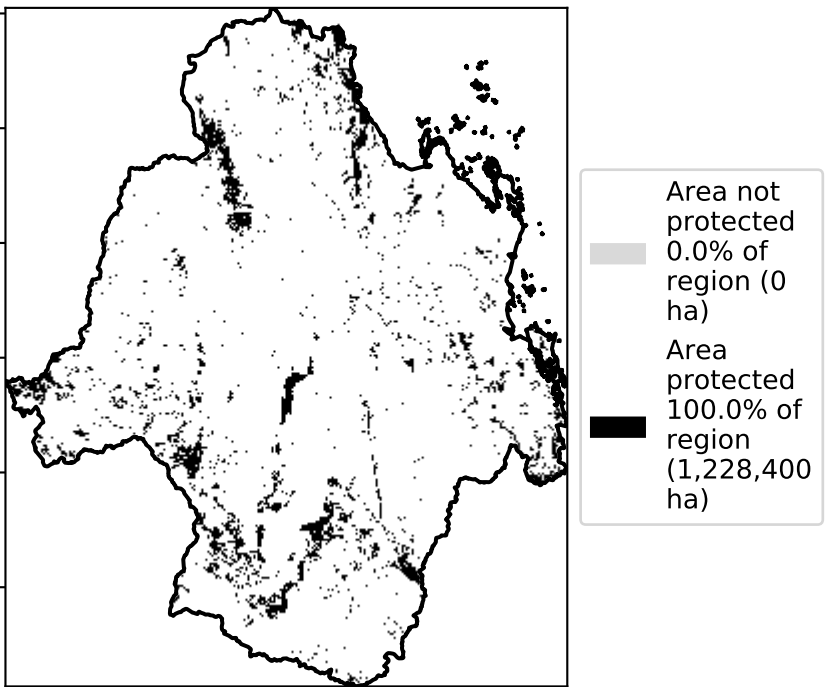 Area not
protected
0.0% of
region (0
ha)
Area
protected
100.0% of
region
(1,228,400
ha)